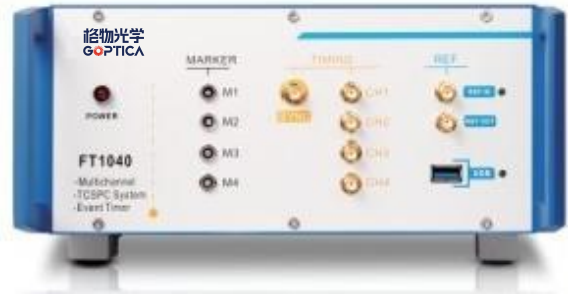 格物光学
GOPTICA
MARKER
TIMING
REF
M1
CH1
REF IN
POWER
SYNC
M2
CH2
REF OUT
M3
CH3
FT1040
-Multichannel
M4
CH4
USB
-TCSPC System
-Event Timer